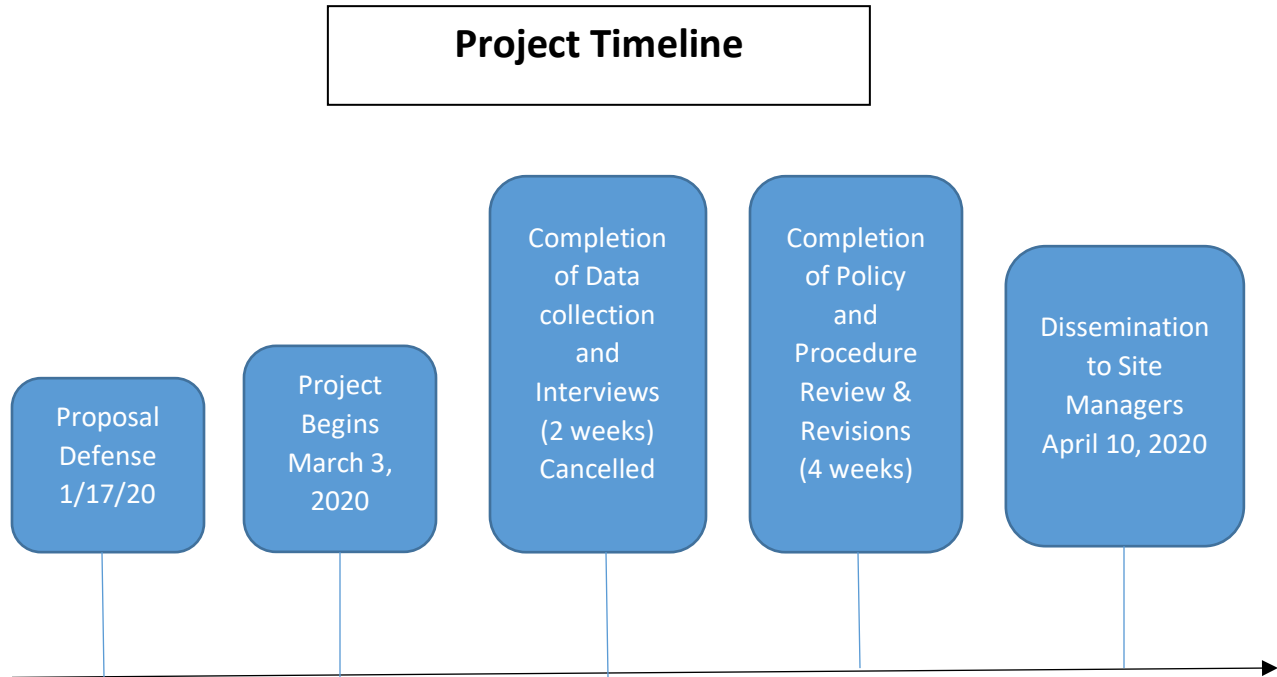 Project Timeline
Proposal
Defense
1/17/20
Project
Begins
March 3,
2020
Completion
of Data
collection
and
Interviews
(2 weeks)
Cancelled
Completion
of Policy
and
Procedure
Review &
Revisions
(4 weeks)
Dissemination
to Site
Managers
April 10, 2020